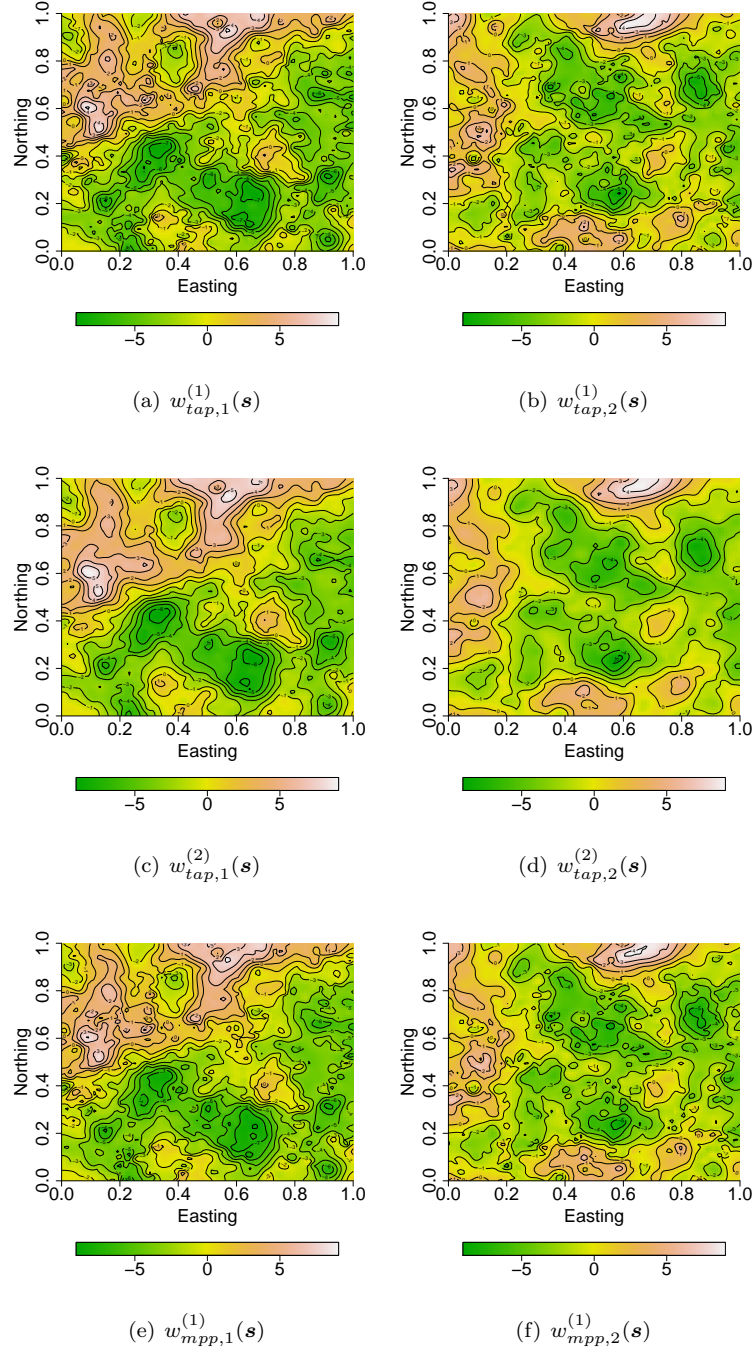 0.0 0.2 0.4 0.6 0.8 1.0
Northing
0.0 0.2 0.4 0.6 0.8 1.0
Easting
−5 0 5
(a) w_{tap,1}^{(1)}(s)
0.0 0.2 0.4 0.6 0.8 1.0
Northing
0.0 0.2 0.4 0.6 0.8 1.0
Easting
−5 0 5
(b) w_{tap,2}^{(1)}(s)
0.0 0.2 0.4 0.6 0.8 1.0
Northing
0.0 0.2 0.4 0.6 0.8 1.0
Easting
−5 0 5
(c) w_{tap,1}^{(2)}(s)
0.0 0.2 0.4 0.6 0.8 1.0
Northing
0.0 0.2 0.4 0.6 0.8 1.0
Easting
−5 0 5
(d) w_{tap,2}^{(2)}(s)
0.0 0.2 0.4 0.6 0.8 1.0
Northing
0.0 0.2 0.4 0.6 0.8 1.0
Easting
−5 0 5
(e) w_{mpp,1}^{(1)}(s)
0.0 0.2 0.4 0.6 0.8 1.0
Northing
0.0 0.2 0.4 0.6 0.8 1.0
Easting
−5 0 5
(f) w_{mpp,2}^{(1)}(s)